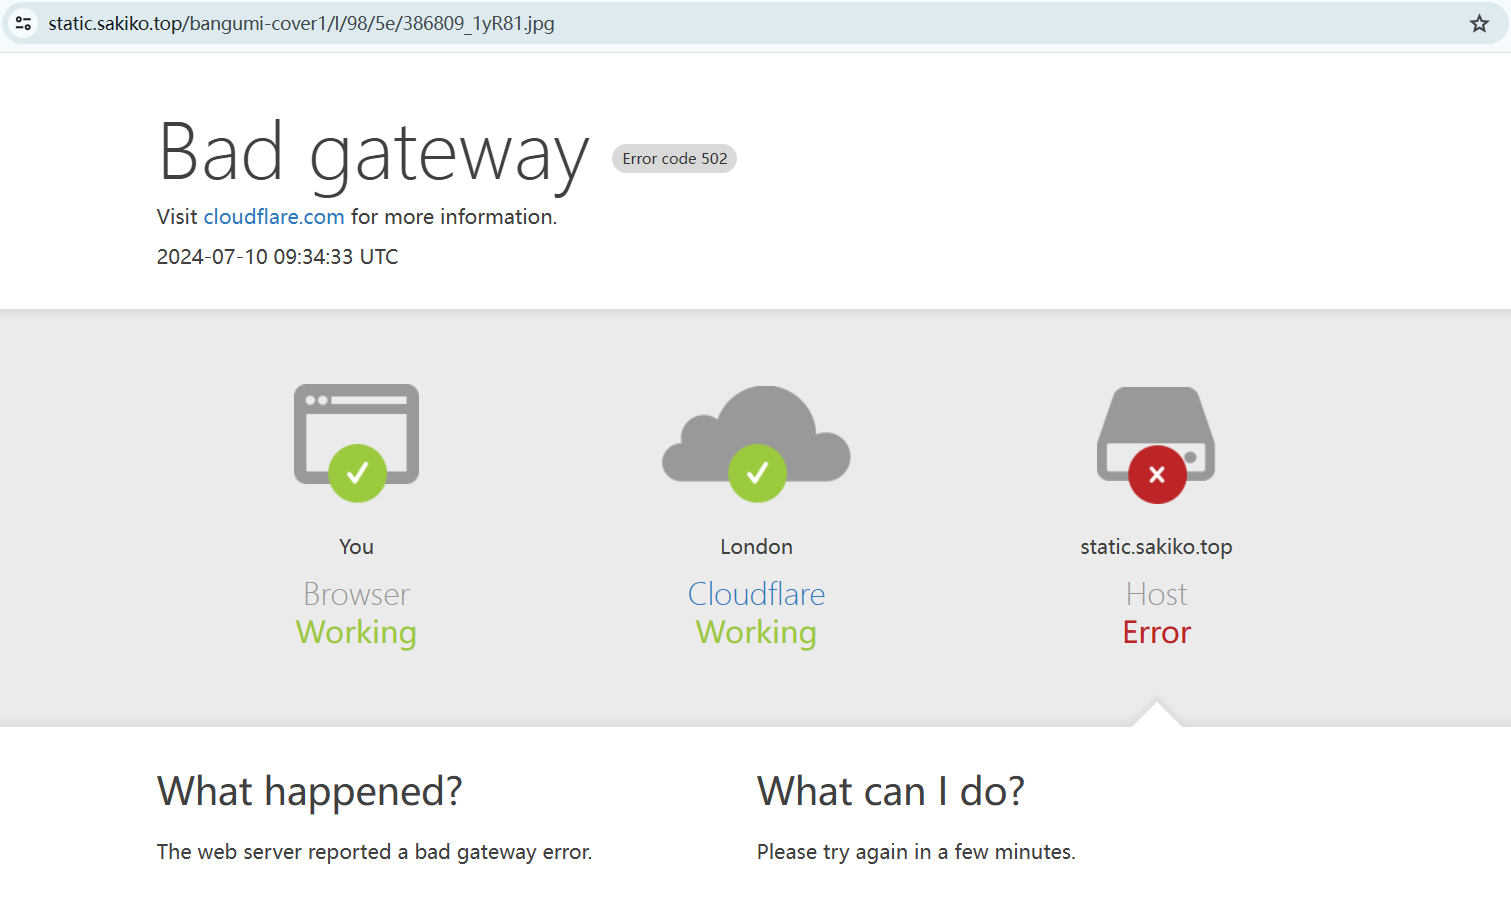 static.sakiko.top/bangumi-cover1/l/98/5e/386809_1yR81.jpg
Bad gateway Error code 502
Visit cloudflare.com for more information.
2024-07-10 09:34:33 UTC
You
Browser
Working
London
Cloudflare
Working
static.sakiko.top
Host
Error
What happened?
The web server reported a bad gateway error.
What can I do?
Please try again in a few minutes.